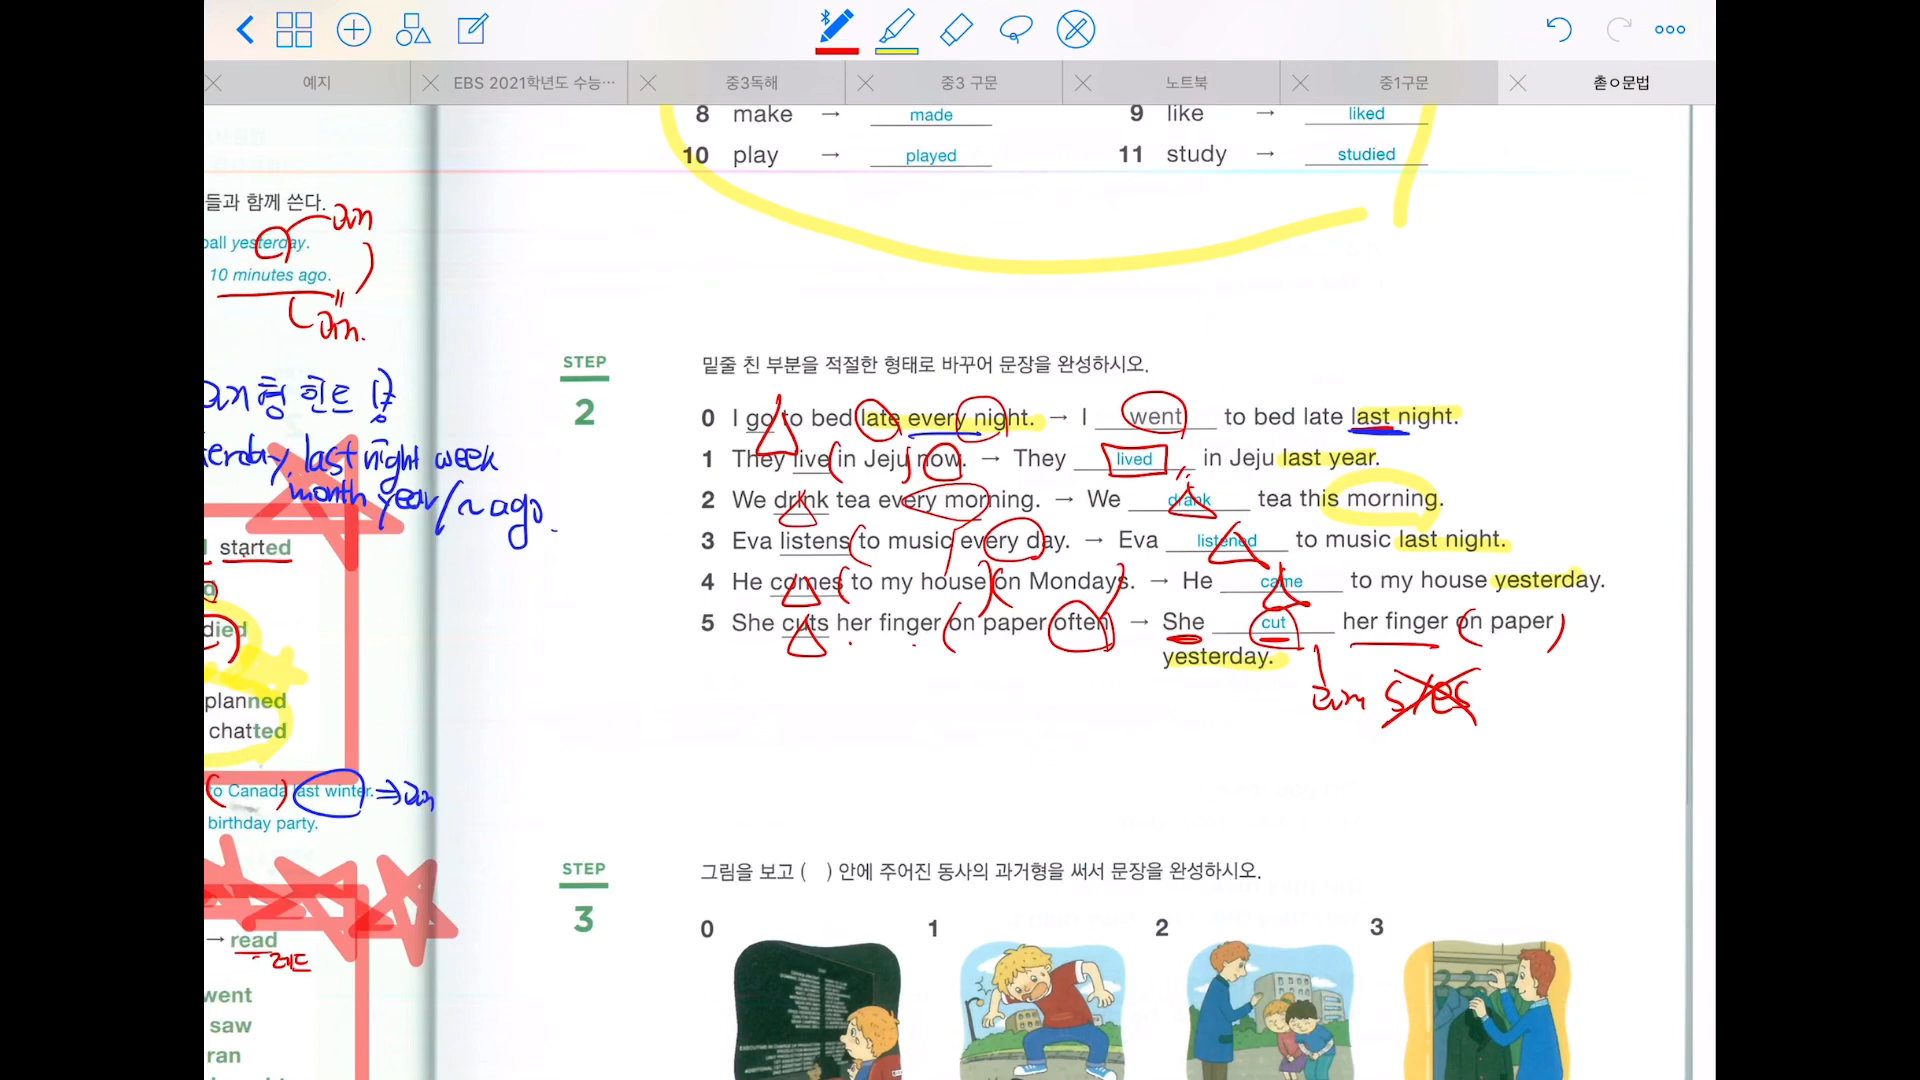 예지
EBS 2021학년도 수능…
중3독해
중3 구문
노트북
중1구문
촏ㅇ문법
8 make → made
9 like → liked
10 play → played
11 study → studied
들과 함께 쓴다.
ball yesterday.
10 minutes ago.
과거형 힌트
yesterday, last night week
month year/~ago.
started
died
planned
chatted
to Canada last winter.
birthday party.
→ read
레드
went
saw
ran
STEP
2
밑줄 친 부분을 적절한 형태로 바꾸어 문장을 완성하시오.
0 I go to bed late every night. → I went to bed late last night.
1 They live in Jeju now. → They lived in Jeju last year.
2 We drink tea every morning. → We drank tea this morning.
3 Eva listens to music every day. → Eva listened to music last night.
4 He comes to my house on Mondays. → He came to my house yesterday.
5 She cuts her finger on paper often. → She cut her finger on paper
yesterday.
과거 s/es
STEP
3
그림을 보고 ( ) 안에 주어진 동사의 과거형을 써서 문장을 완성하시오.
0
1
2
3